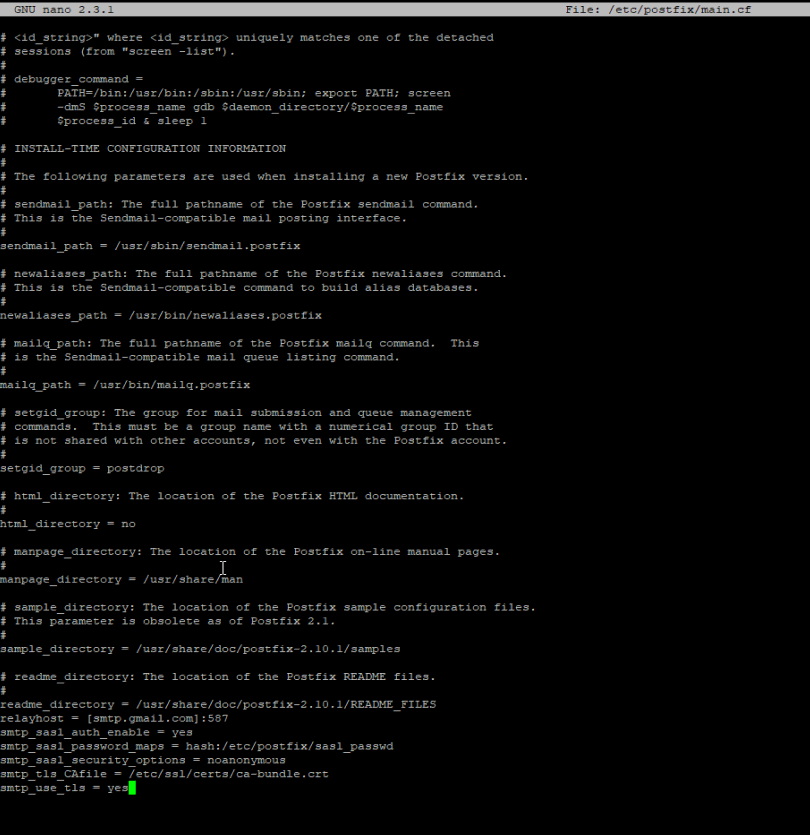 GNU nano 2.3.1 File: /etc/postfix/main.cf
# <id_string>" where <id_string> uniquely matches one of the detached
# sessions (from "screen -list").
#
# debugger_command =
#       PATH=/bin:/usr/bin:/sbin:/usr/sbin; export PATH; screen
#       -dmS $process_name gdb $daemon_directory/$process_name
#       $process_id & sleep 1
# INSTALL-TIME CONFIGURATION INFORMATION
#
# The following parameters are used when installing a new Postfix version.
#
# sendmail_path: The full pathname of the Postfix sendmail command.
# This is the Sendmail-compatible mail posting interface.
#
sendmail_path = /usr/sbin/sendmail.postfix
# newaliases_path: The full pathname of the Postfix newaliases command.
# This is the Sendmail-compatible command to build alias databases.
#
newaliases_path = /usr/bin/newaliases.postfix
# mailq_path: The full pathname of the Postfix mailq command.  This
# is the Sendmail-compatible mail queue listing command.
#
mailq_path = /usr/bin/mailq.postfix
# setgid_group: The group for mail submission and queue management
# commands.  This must be a group name with a numerical group ID that
# is not shared with other accounts, not even with the Postfix account.
#
setgid_group = postdrop
# html_directory: The location of the Postfix HTML documentation.
#
html_directory = no
# manpage_directory: The location of the Postfix on-line manual pages.
#
manpage_directory = /usr/share/man
# sample_directory: The location of the Postfix sample configuration files.
# This parameter is obsolete as of Postfix 2.1.
#
sample_directory = /usr/share/doc/postfix-2.10.1/samples
# readme_directory: The location of the Postfix README files.
#
readme_directory = /usr/share/doc/postfix-2.10.1/README_FILES
relayhost = [smtp.gmail.com]:587
smtp_sasl_auth_enable = yes
smtp_sasl_password_maps = hash:/etc/postfix/sasl_passwd
smtp_sasl_security_options = noanonymous
smtp_tls_CAfile = /etc/ssl/certs/ca-bundle.crt
smtp_use_tls = yes